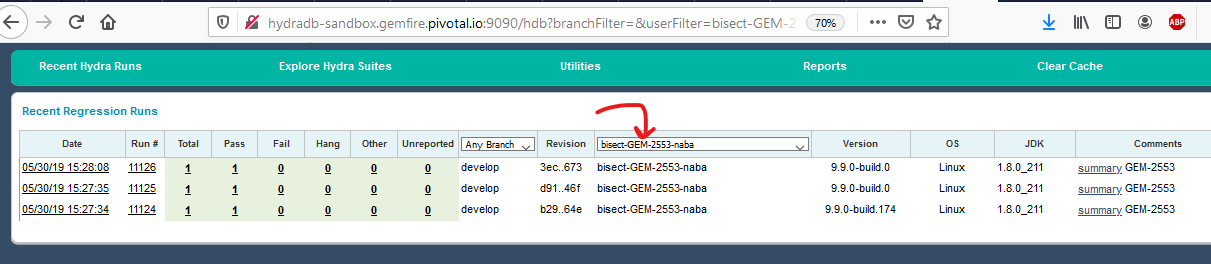 hydradb-sandbox.gemfire.pivotal.io:9090/hdb?branchFilter=&userFilter=bisect-GEM-2 70%
ABP
Recent Hydra Runs Explore Hydra Suites Utilities Reports Clear Cache
Recent Regression Runs
Date Run # Total Pass Fail Hang Other Unreported Any Branch Revision bisect-GEM-2553-naba Version OS JDK Comments
05/30/19 15:28:08 11126 1 1 0 0 0 0 develop 3ec..673 bisect-GEM-2553-naba 9.9.0-build.0 Linux 1.8.0_211 summary GEM-2553
05/30/19 15:27:35 11125 1 1 0 0 0 0 develop d91..46f bisect-GEM-2553-naba 9.9.0-build.0 Linux 1.8.0_211 summary GEM-2553
05/30/19 15:27:34 11124 1 1 0 0 0 0 develop b29..64e bisect-GEM-2553-naba 9.9.0-build.174 Linux 1.8.0_211 summary GEM-2553